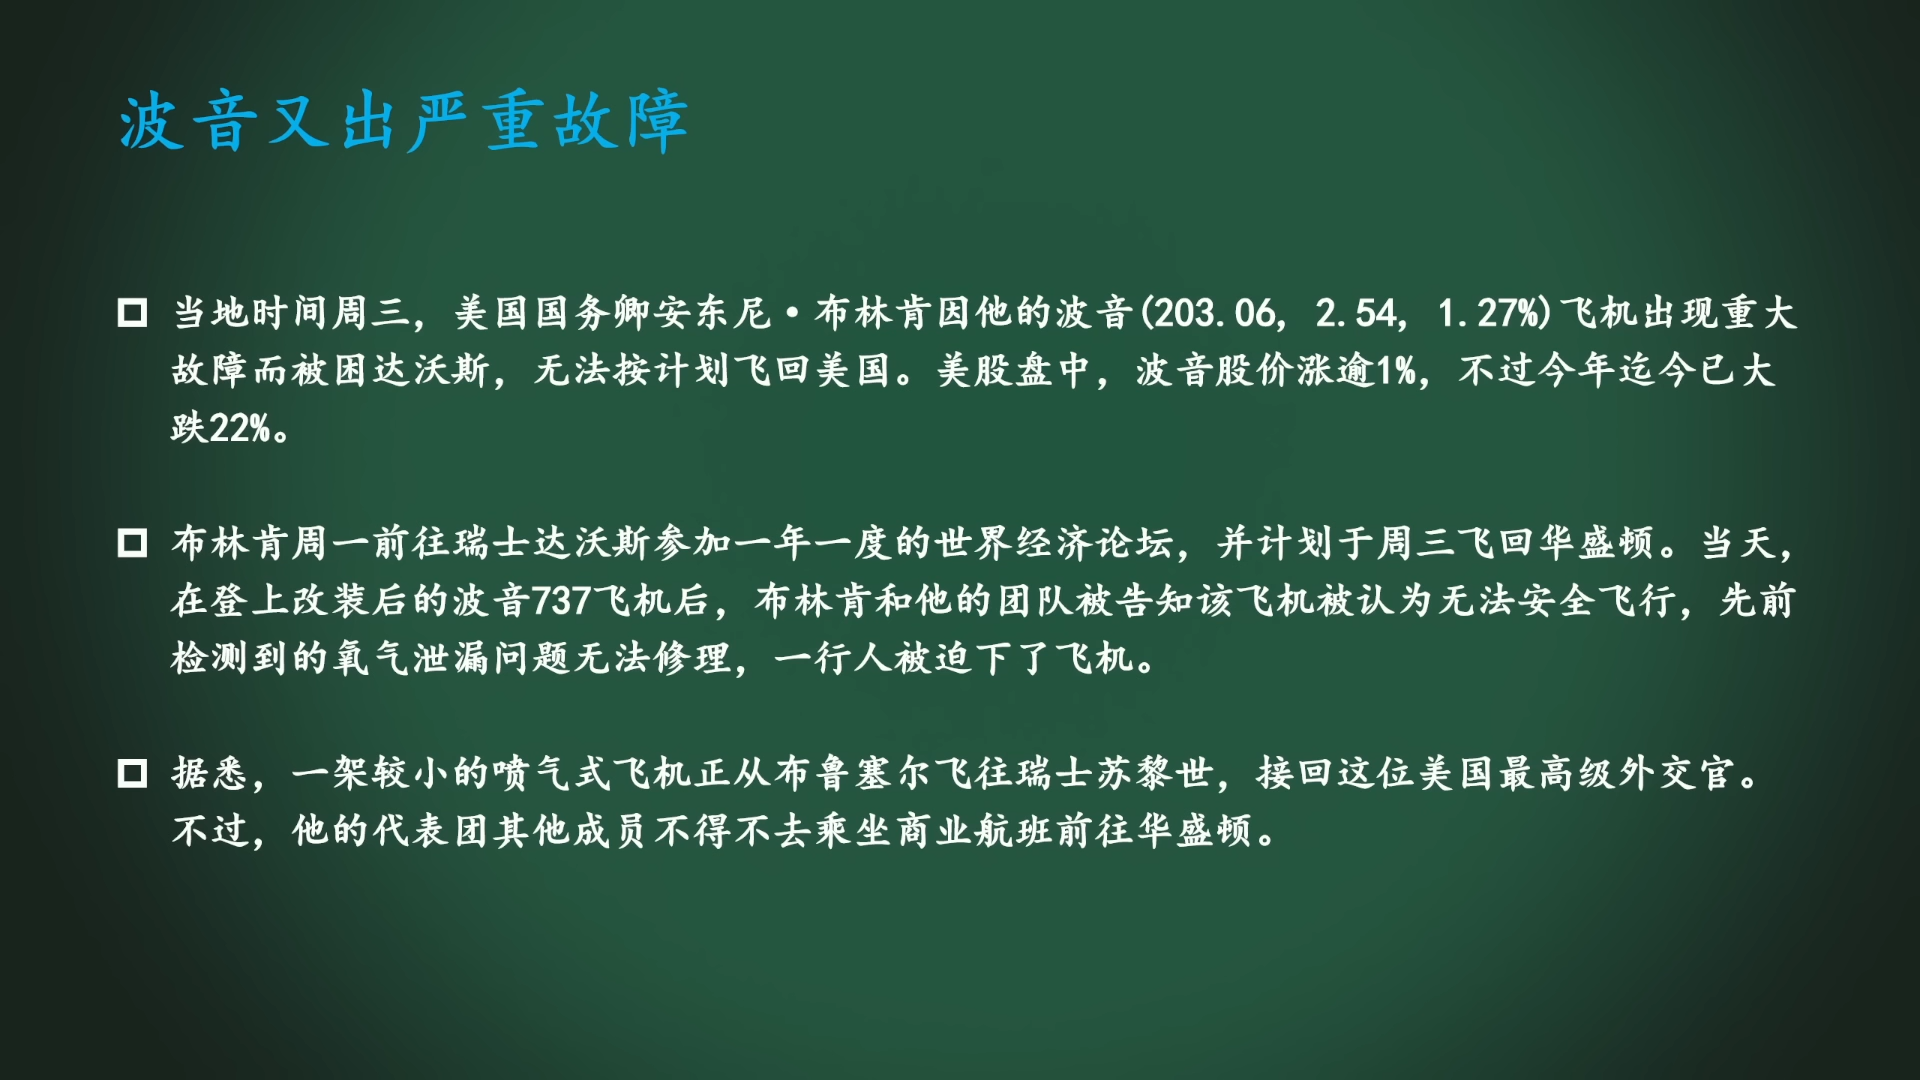 波音又出严重故障
当地时间周三，美国国务卿安东尼·布林肯因他的波音(203.06, 2.54, 1.27%)飞机出现重大
故障而被困达沃斯，无法按计划飞回美国。美股盘中，波音股价涨逾1%，不过今年迄今已大
跌22%。
布林肯周一前往瑞士达沃斯参加一年一度的世界经济论坛，并计划于周三飞回华盛顿。当天，
在登上改装后的波音737飞机后，布林肯和他的团队被告知该飞机被认为无法安全飞行，先前
检测到的氧气泄漏问题无法修理，一行人被迫下了飞机。
据悉，一架较小的喷气式飞机正从布鲁塞尔飞往瑞士苏黎世，接回这位美国最高级外交官。
不过，他的代表团其他成员不得不去乘坐商业航班前往华盛顿。